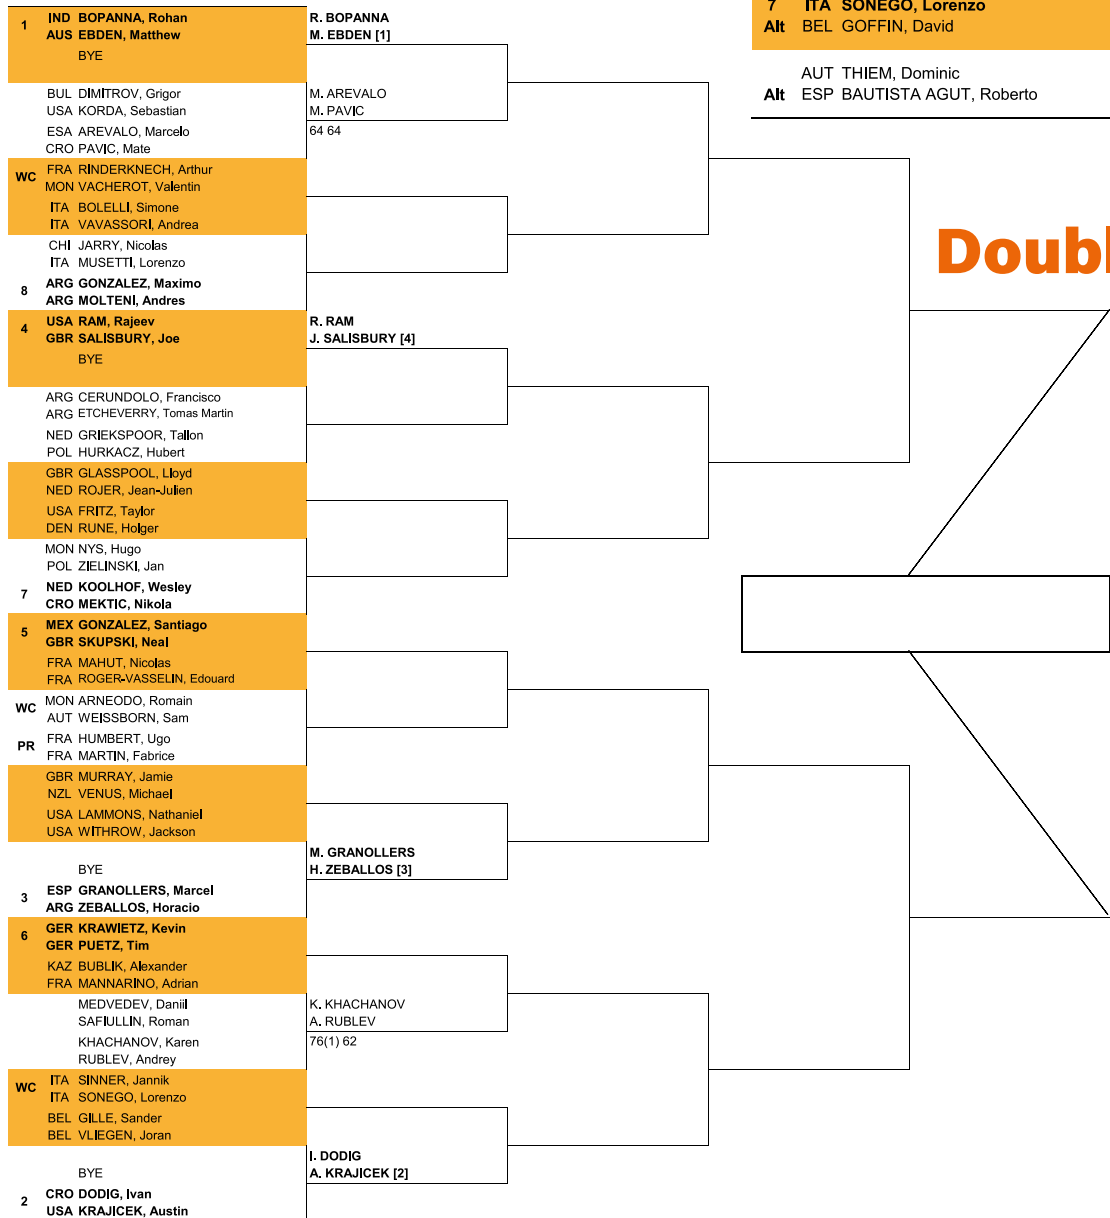 7 ITA SONEGO, Lorenzo
Alt BEL GOFFIN, David
AUT THIEM, Dominic
Alt ESP BAUTISTA AGUT, Roberto
Doubl
1 IND BOPANNA, Rohan
AUS EBDEN, Matthew
BYE
R. BOPANNA
M. EBDEN [1]
BUL DIMITROV, Grigor
USA KORDA, Sebastian
ESA AREVALO, Marcelo
CRO PAVIC, Mate
M. AREVALO
M. PAVIC
64 64
WC FRA RINDERKNECH, Arthur
MON VACHEROT, Valentin
ITA BOLELLI, Simone
ITA VAVASSORI, Andrea
CHI JARRY, Nicolas
ITA MUSETTI, Lorenzo
8 ARG GONZALEZ, Maximo
ARG MOLTENI, Andres
4 USA RAM, Rajeev
GBR SALISBURY, Joe
BYE
R. RAM
J. SALISBURY [4]
ARG CERUNDOLO, Francisco
ARG ETCHEVERRY, Tomas Martin
NED GRIEKSPOOR, Tallon
POL HURKACZ, Hubert
GBR GLASSPOOL, Lloyd
NED ROJER, Jean-Julien
USA FRITZ, Taylor
DEN RUNE, Holger
MON NYS, Hugo
POL ZIELINSKI, Jan
7 NED KOOLHOF, Wesley
CRO MEKTIC, Nikola
5 MEX GONZALEZ, Santiago
GBR SKUPSKI, Neal
FRA MAHUT, Nicolas
FRA ROGER-VASSELIN, Edouard
WC MON ARNEODO, Romain
AUT WEISSBORN, Sam
PR FRA HUMBERT, Ugo
FRA MARTIN, Fabrice
GBR MURRAY, Jamie
NZL VENUS, Michael
USA LAMMONS, Nathaniel
USA WITHROW, Jackson
BYE
3 ESP GRANOLLERS, Marcel
ARG ZEBALLOS, Horacio
M. GRANOLLERS
H. ZEBALLOS [3]
6 GER KRAWIETZ, Kevin
GER PUETZ, Tim
KAZ BUBLIK, Alexander
FRA MANNARINO, Adrian
MEDVEDEV, Daniil
SAFIULLIN, Roman
KHACHANOV, Karen
RUBLEV, Andrey
K. KHACHANOV
A. RUBLEV
76(1) 62
WC ITA SINNER, Jannik
ITA SONEGO, Lorenzo
BEL GILLE, Sander
BEL VLIEGEN, Joran
BYE
2 CRO DODIG, Ivan
USA KRAJICEK, Austin
I. DODIG
A. KRAJICEK [2]